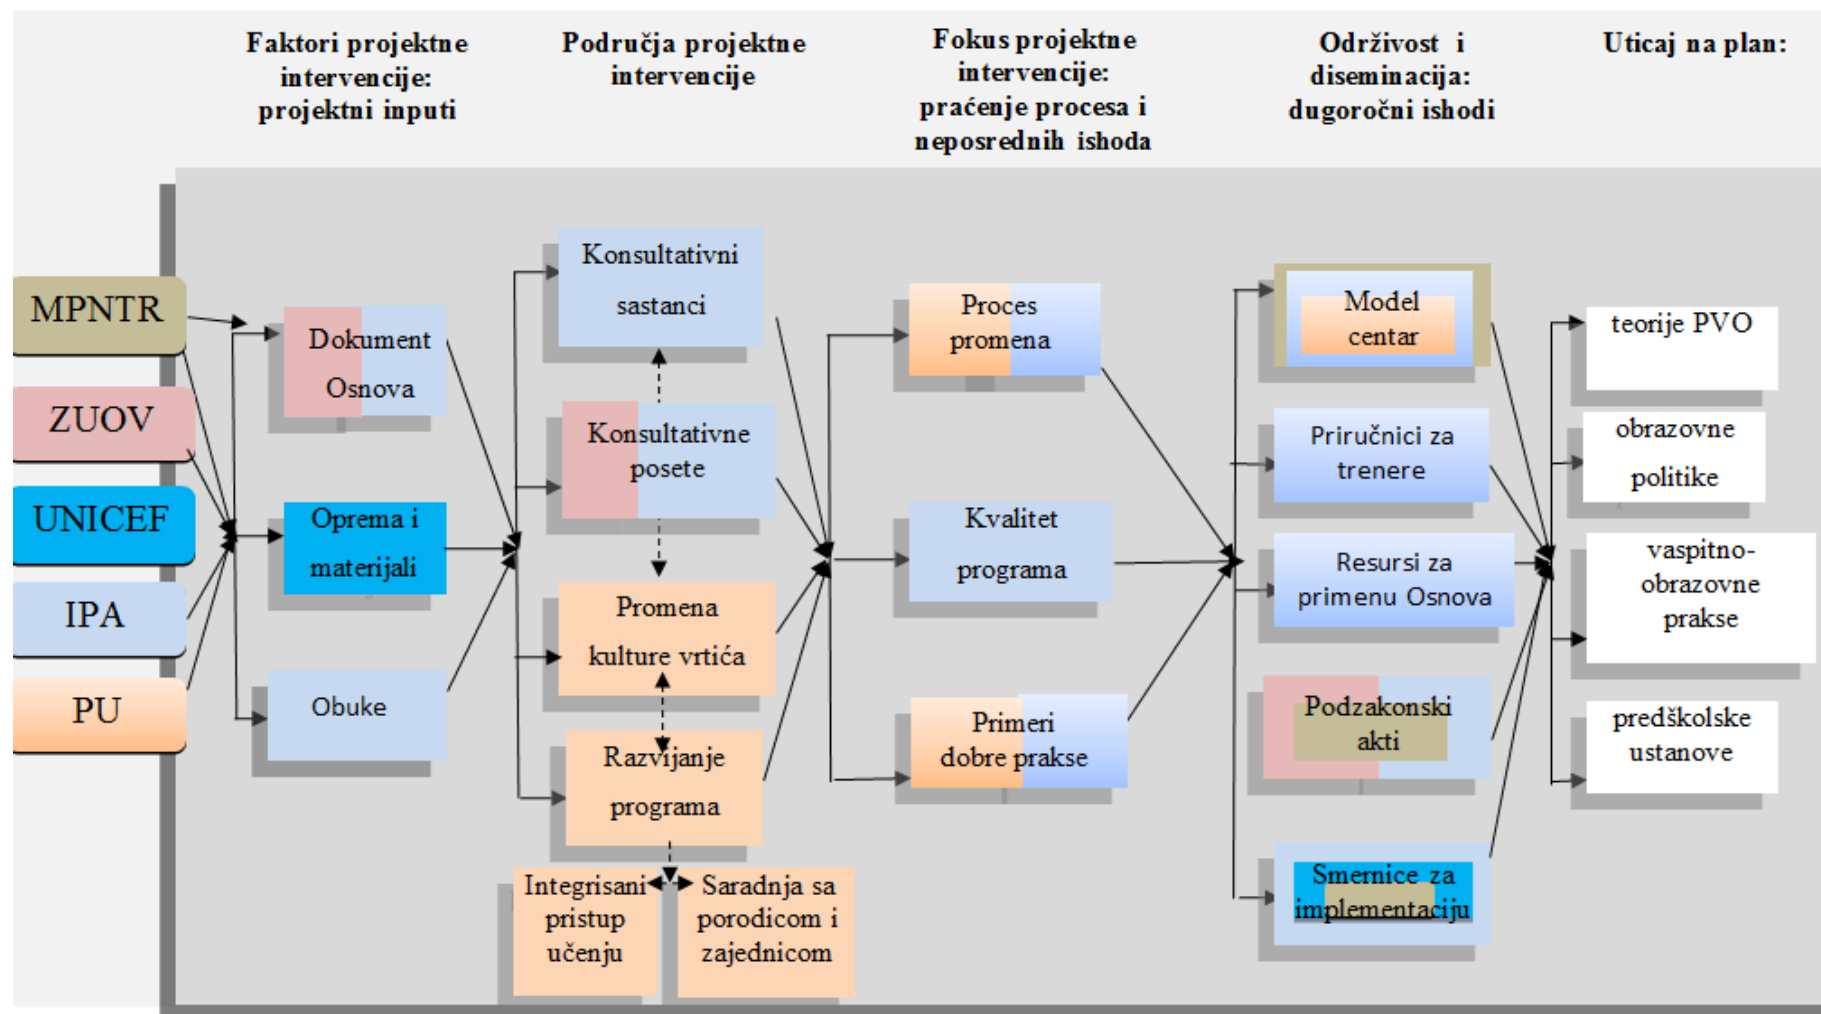 Faktori projektne
intervencije:
projektni inputi
Područja projektne
intervencije
Fokus projektne
intervencije:
praćenje procesa i
neposrednih ishoda
Održivost i
diseminacija:
dugoročni ishodi
Uticaj na plan:
MPNTR
ZUOV
UNICEF
IPA
PU
Dokument
Osnova
Oprema i
materijali
Obuke
Konsultativni
sastanci
Konsultativne
posete
Promena
kulture vrtića
Razvijanje
programa
Integrisani
pristup
učenju
Saradnja sa
porodicom i
zajednicom
Proces
promena
Kvalitet
programa
Primeri
dobre prakse
Model
centar
Priručnici za
trenere
Resursi za
primenu Osnova
Podzakonski
akti
Smernice za
implementaciju
teorije PVO
obrazovne
politike
vaspitno-
obrazovne
prakse
predškolske
ustanove